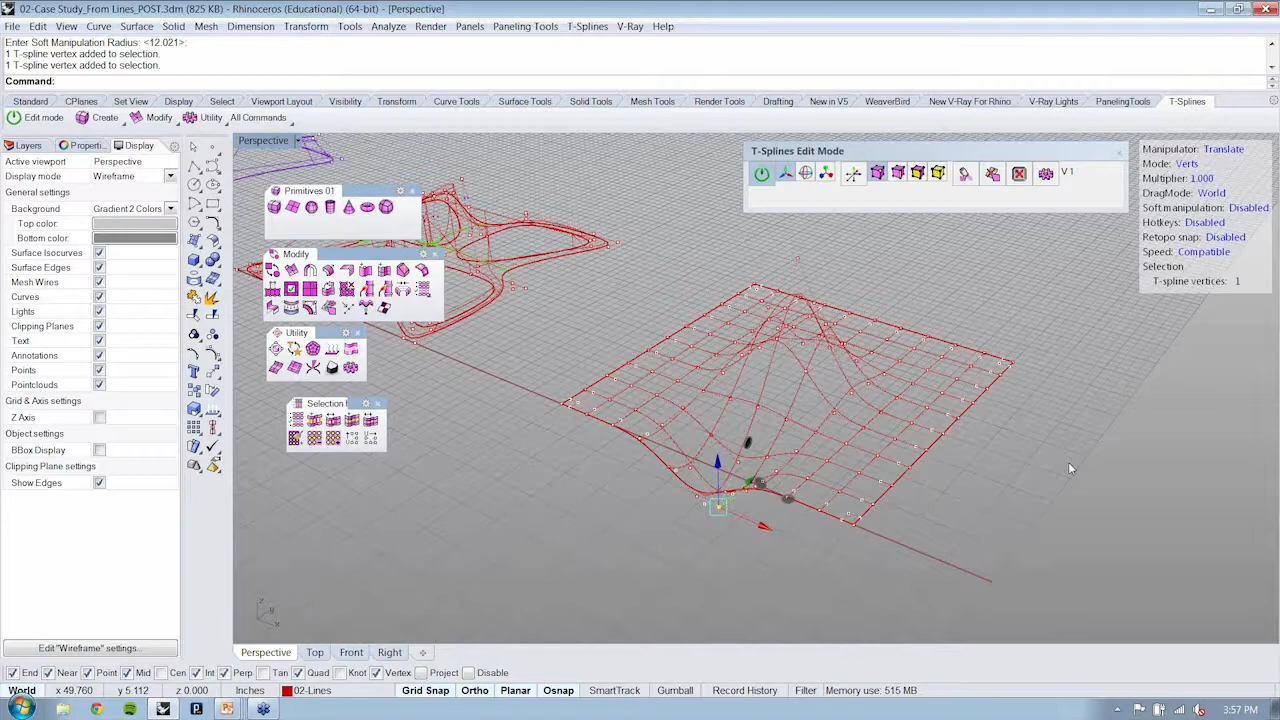 02-Case Study_From Lines_POST.3dm (825 KB) - Rhinoceros (Educational) (64-bit) - [Perspective]
File Edit View Curve Surface Solid Mesh Dimension Transform Tools Analyze Render Panels Paneling Tools T-Splines V-Ray Help
Enter Soft Manipulation Radius: <12.021>:
1 T-spline vertex added to selection.
1 T-spline vertex added to selection.
Command:
Standard CPlanes Set View Display Select Viewport Layout Visibility Transform Curve Tools Surface Tools Solid Tools Mesh Tools Render Tools Drafting New in V5 WeaverBird New V-Ray For Rhino V-Ray Lights PanelingTools T-Splines
Edit mode Create Modify Utility All Commands
Layers Properti... Display
Perspective
T-Splines Edit Mode
V 1
Manipulator: Translate
Mode: Verts
Multiplier: 1.000
DragMode: World
Soft manipulation: Disabled
Hotkeys: Disabled
Retopo snap: Disabled
Speed: Compatible
Selection
T-spline vertices: 1
Active viewport Perspective
Display mode Wireframe
General settings
Background Gradient 2 Colors
Top color:
Bottom color:
Surface Isocurves
Surface Edges
Mesh Wires
Curves
Lights
Clipping Planes
Text
Annotations
Points
Pointclouds
Grid & Axis settings
Z Axis
Object settings
BBox Display
Clipping Plane settings
Show Edges
Edit "Wireframe" settings...
Primitives 01
Modify
Utility
Selection
z
y
x
Perspective Top Front Right
End Near Point Mid Cen Int Perp Tan Quad Knot Vertex Project Disable
World x 49.760 y 5.112 z 0.000 Inches 02-Lines Grid Snap Ortho Planar Osnap SmartTrack Gumball Record History Filter Memory use: 515 MB
3:57 PM